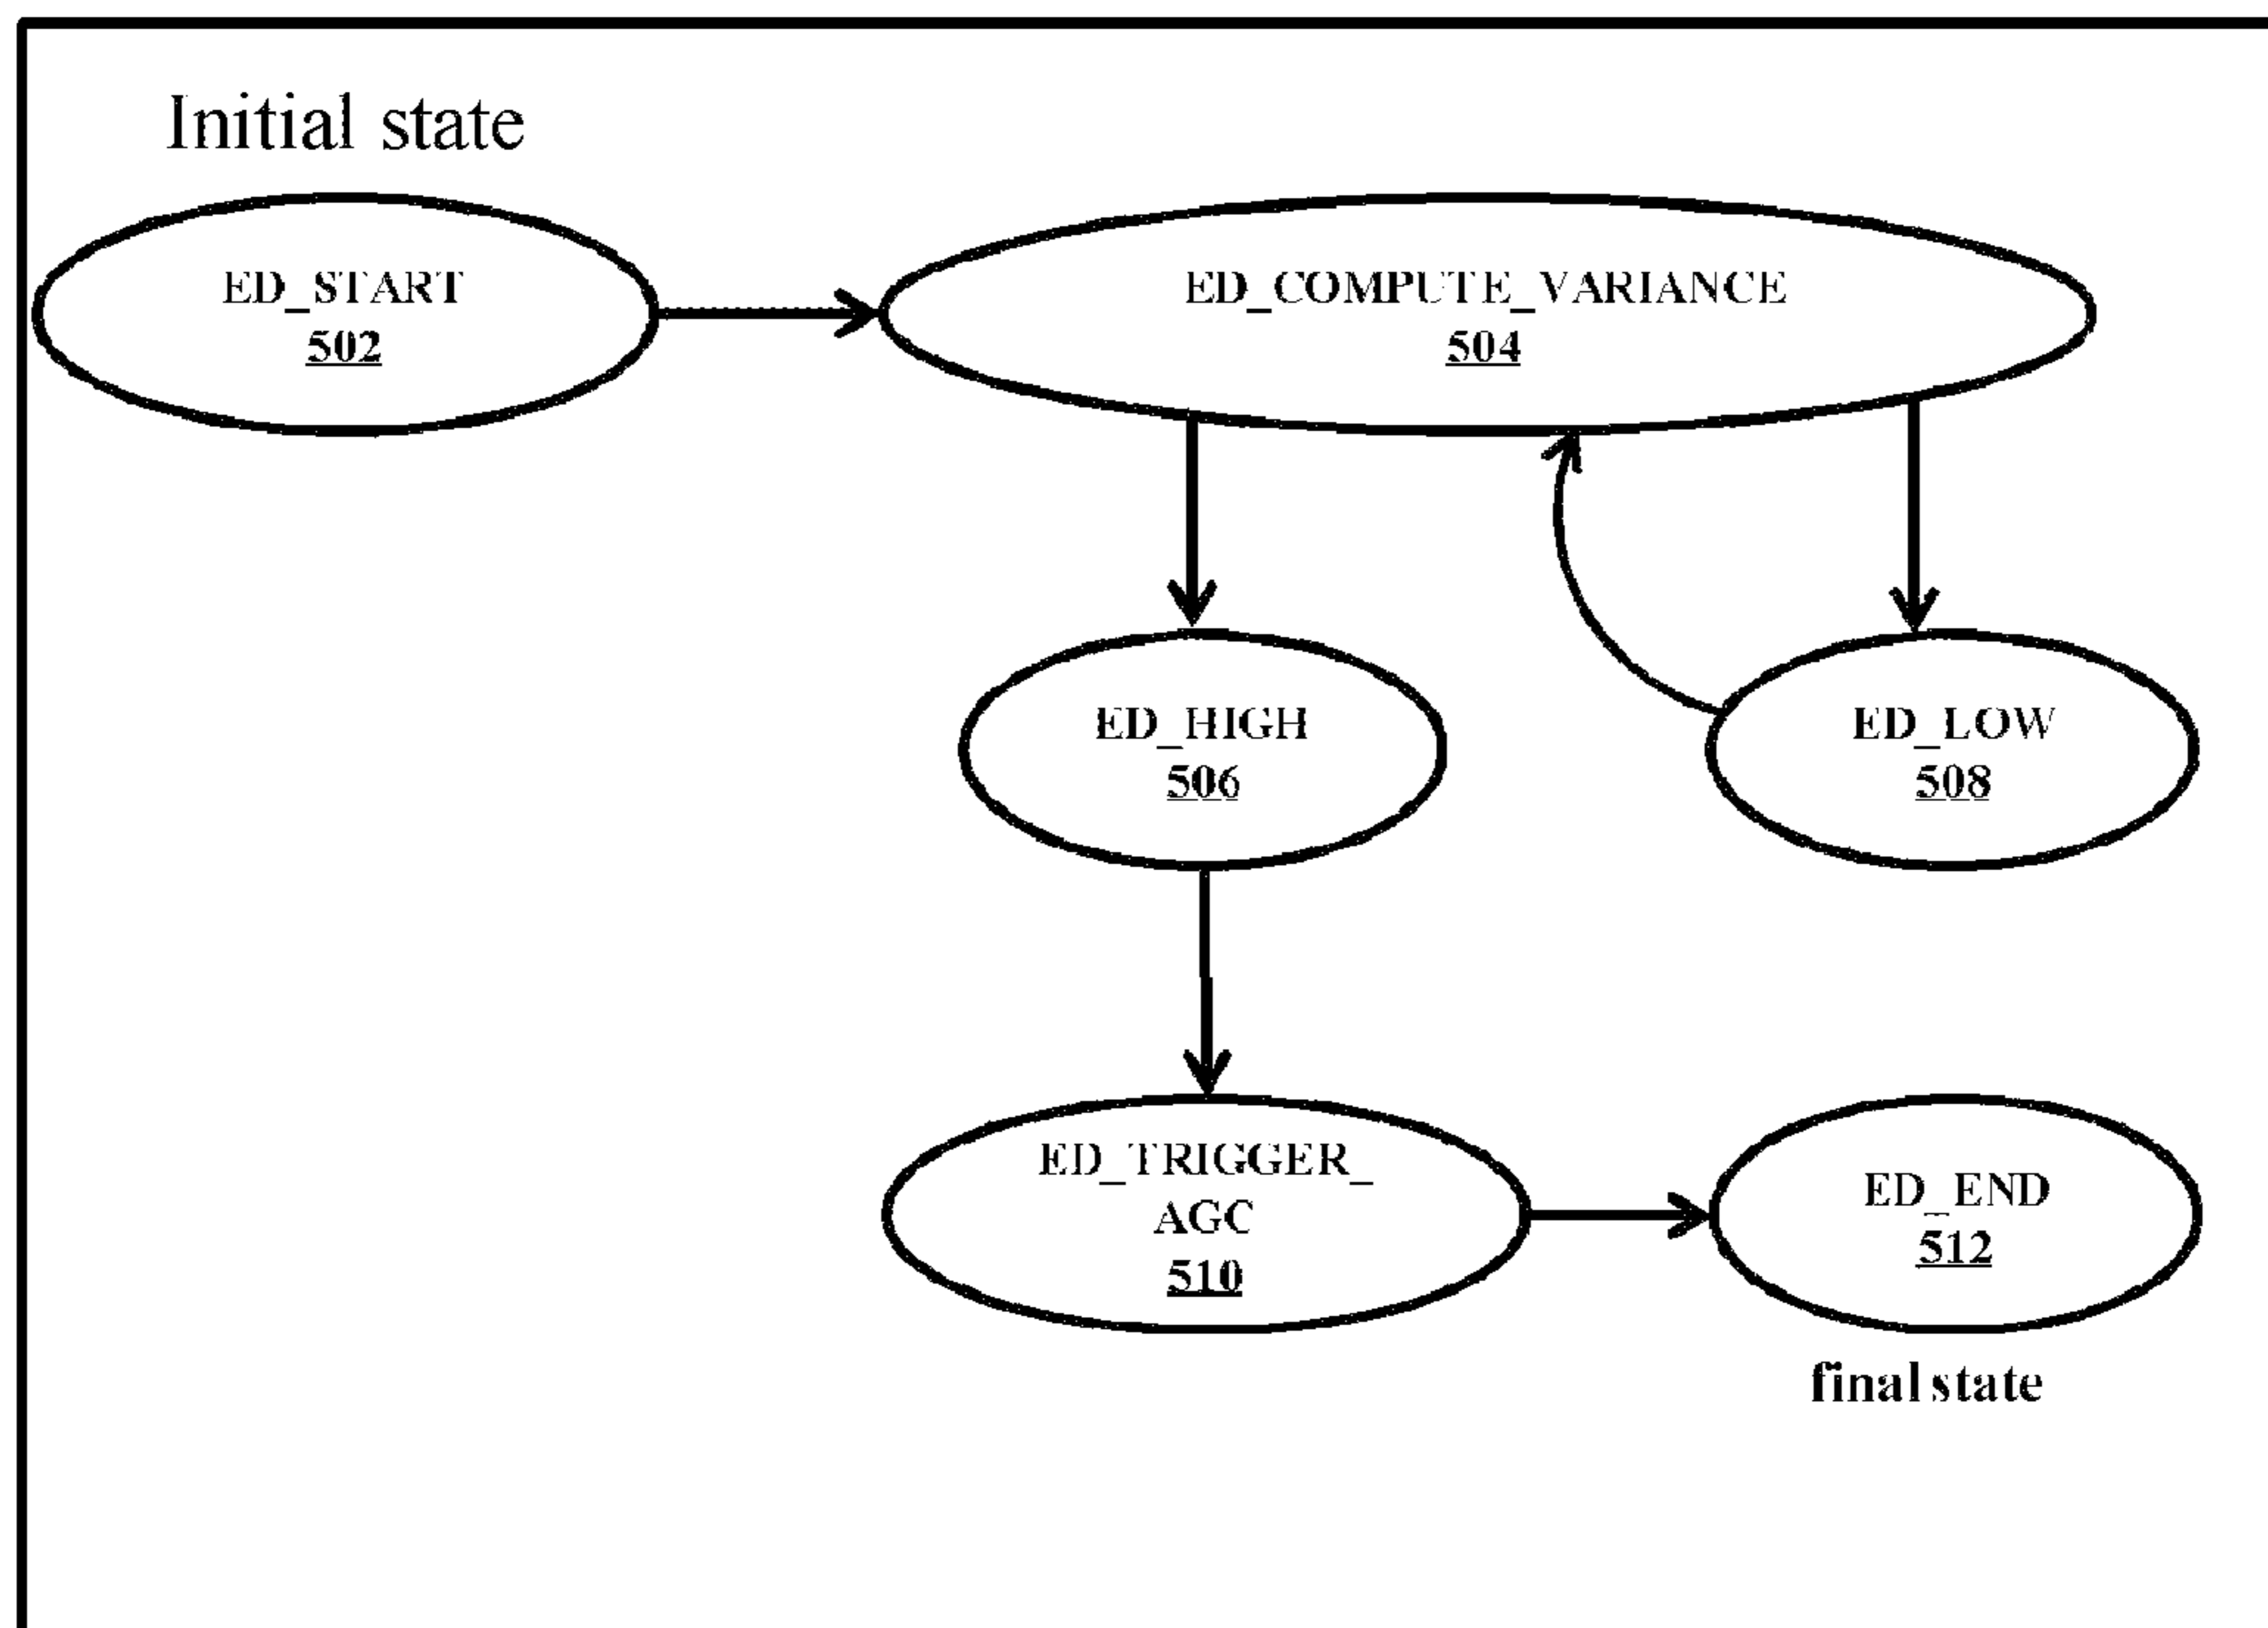 Initial state
ED_START
502
ED_COMPUTE_VARIANCE
504
ED_HIGH
506
ED_LOW
508
ED_TRIGGER_
AGC
510
ED_END
512
final state